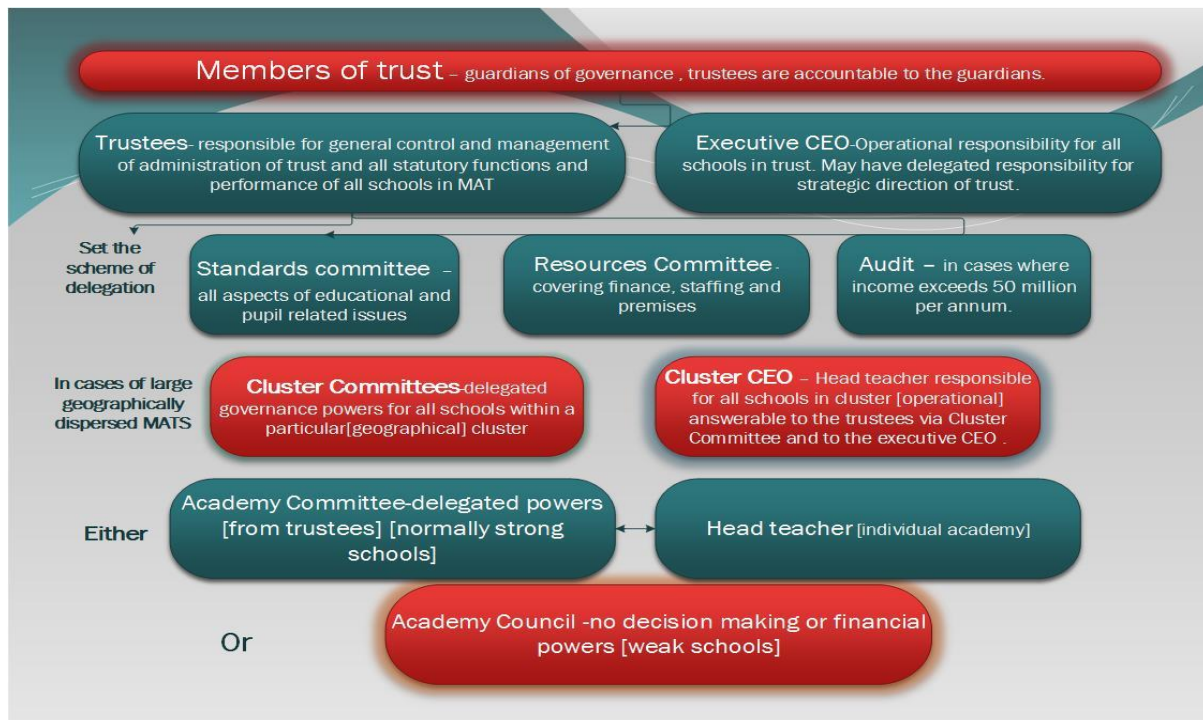 Members of trust – guardians of governance , trustees are accountable to the guardians.
Trustees- responsible for general control and management
of administration of trust and all statutory functions and
performance of all schools in MAT
Executive CEO-Operational responsibility for all
schools in trust. May have delegated responsibility for
strategic direction of trust.
Set the
scheme of
delegation
Standards committee –
all aspects of educational and
pupil related issues
Resources Committee-
covering finance, staffing and
premises
Audit – in cases where
income exceeds 50 million
per annum.
In cases of large
geographically
dispersed MATS
Cluster Committees-delegated
governance powers for all schools within a
particular[geographical] cluster
Cluster CEO – Head teacher responsible
for all schools in cluster [operational]
answerable to the trustees via Cluster
Committee and to the executive CEO .
Either
Academy Committee-delegated powers
[from trustees] [normally strong
schools]
Head teacher [individual academy]
Or
Academy Council -no decision making or financial
powers [weak schools]